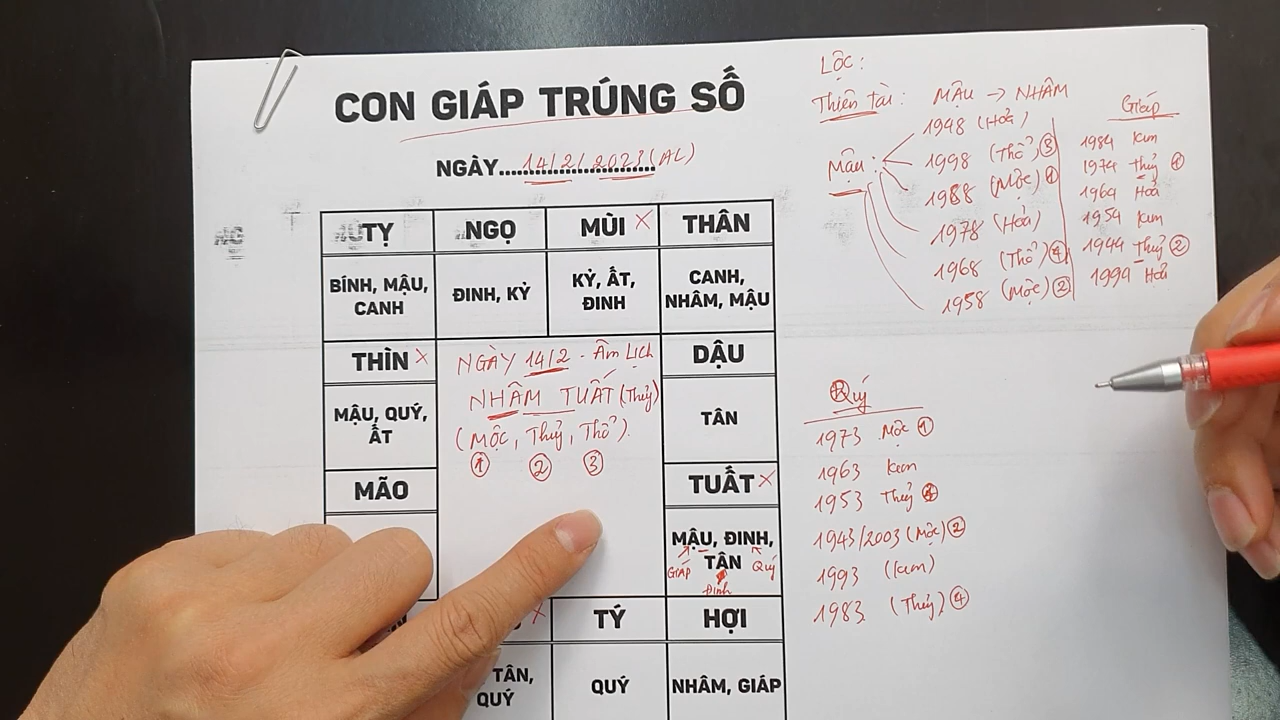 CON GIÁP TRÚNG SỐ
NGÀY 14/2/2023 (AL)
TỴ NGỌ MÙI X THÂN
BÍNH, MẬU, CANH
ĐINH, KỶ
KỶ, ẤT, ĐINH
CANH, NHÂM, MẬU
THÌN X
MẬU, QUÝ, ẤT
MÃO
NGÀY 14/2 - ÂM LỊCH
NHÂM TUẤT (Thủy)
(MỘC, Thuỷ, Thổ).
① ② ③
DẬU
TÂN
TUẤT X
MẬU, ĐINH, TÂN
GIÁP Quý
Đinh
X TÝ HỢI
TÂN, QUÝ
QUÝ
NHÂM, GIÁP
LỘC:
Thiên tài: MẬU → NHÂM
Mậu:
1948 (Hỏa)
1998 (Thổ) ③
1988 (Mộc) ①
1978 (Hỏa)
1968 (Thổ) ④
1958 (Mộc) ②
Giáp
1984 Kim
1974 Thủy ①
1964 Hỏa
1954 Kim
1944 Thuỷ ②
1994 Hỏa
Quý
1973 Mộc ①
1963 Kim
1953 Thuỷ
1943/2003 (Mộc) ②
1993 (Kim)
1983 (Thuỷ) ④